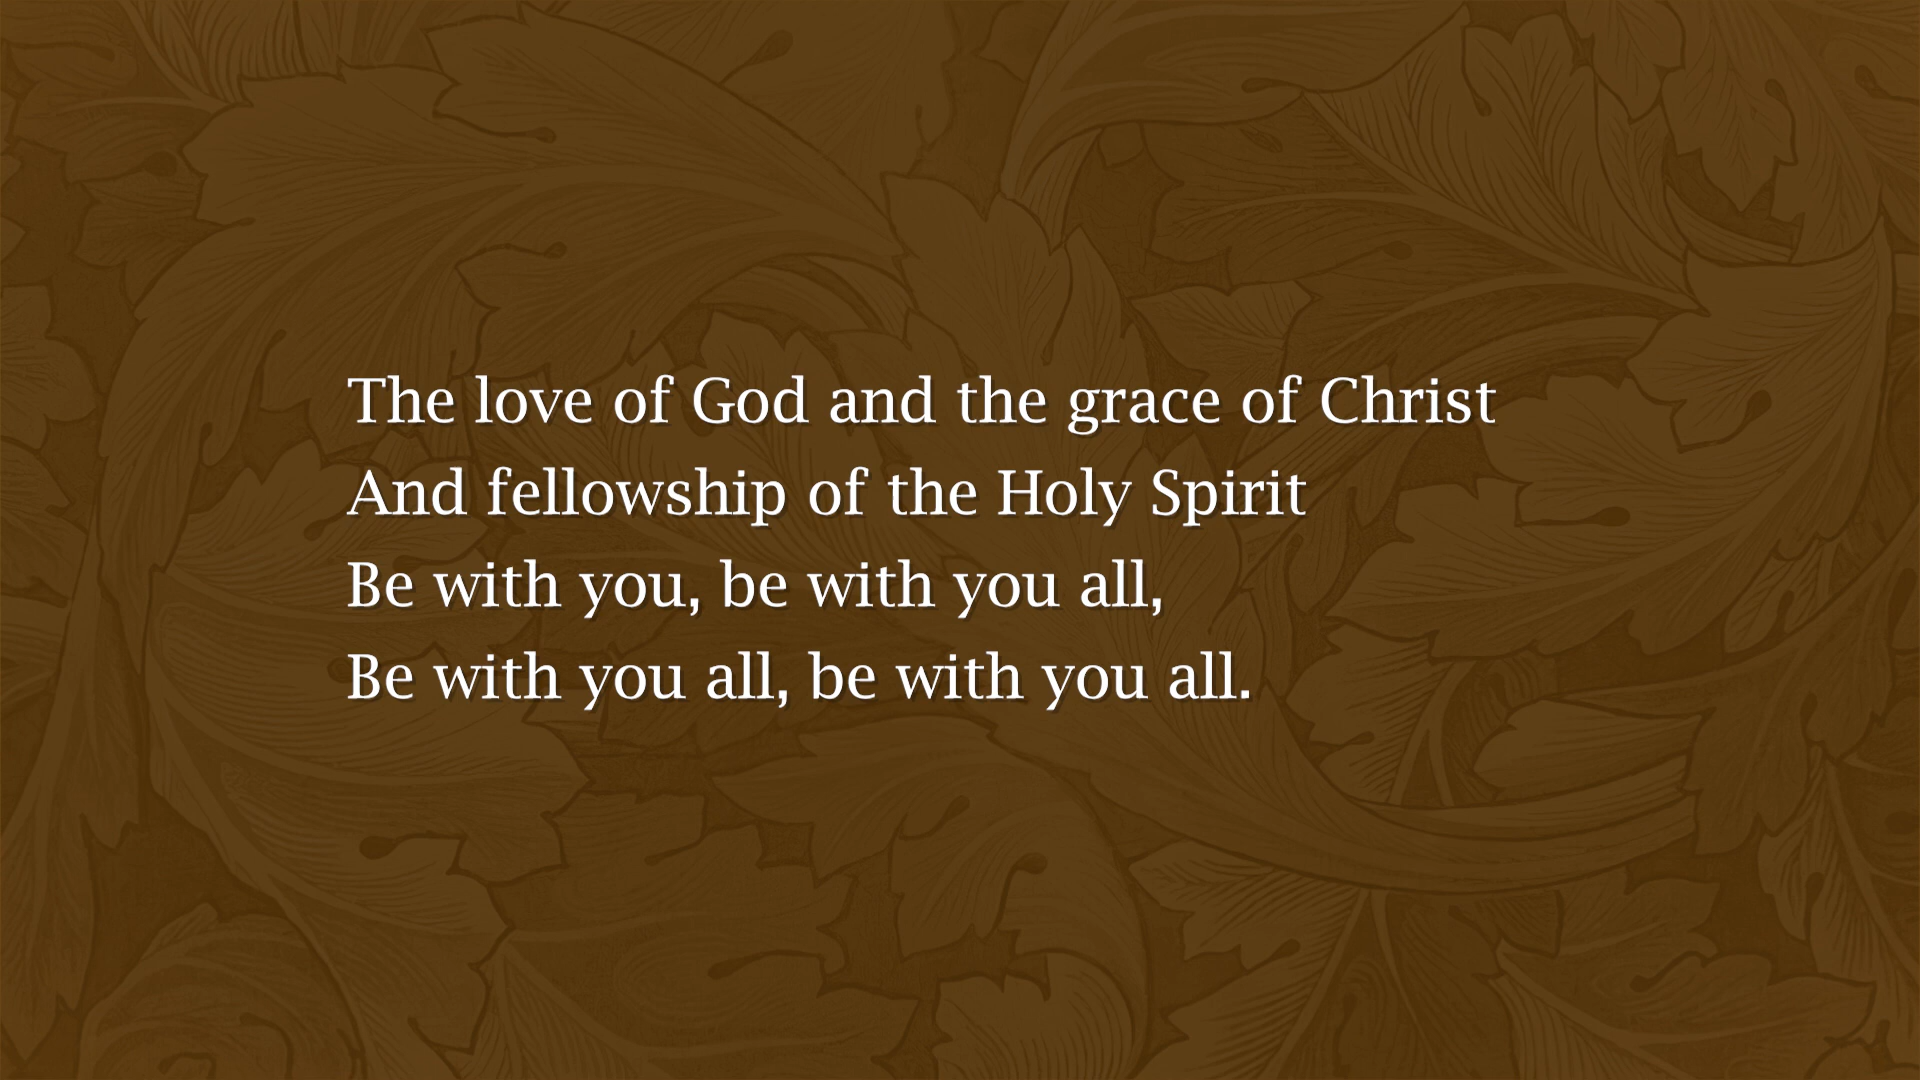 The love of God and the grace of Christ
And fellowship of the Holy Spirit
Be with you, be with you all,
Be with you all, be with you all.